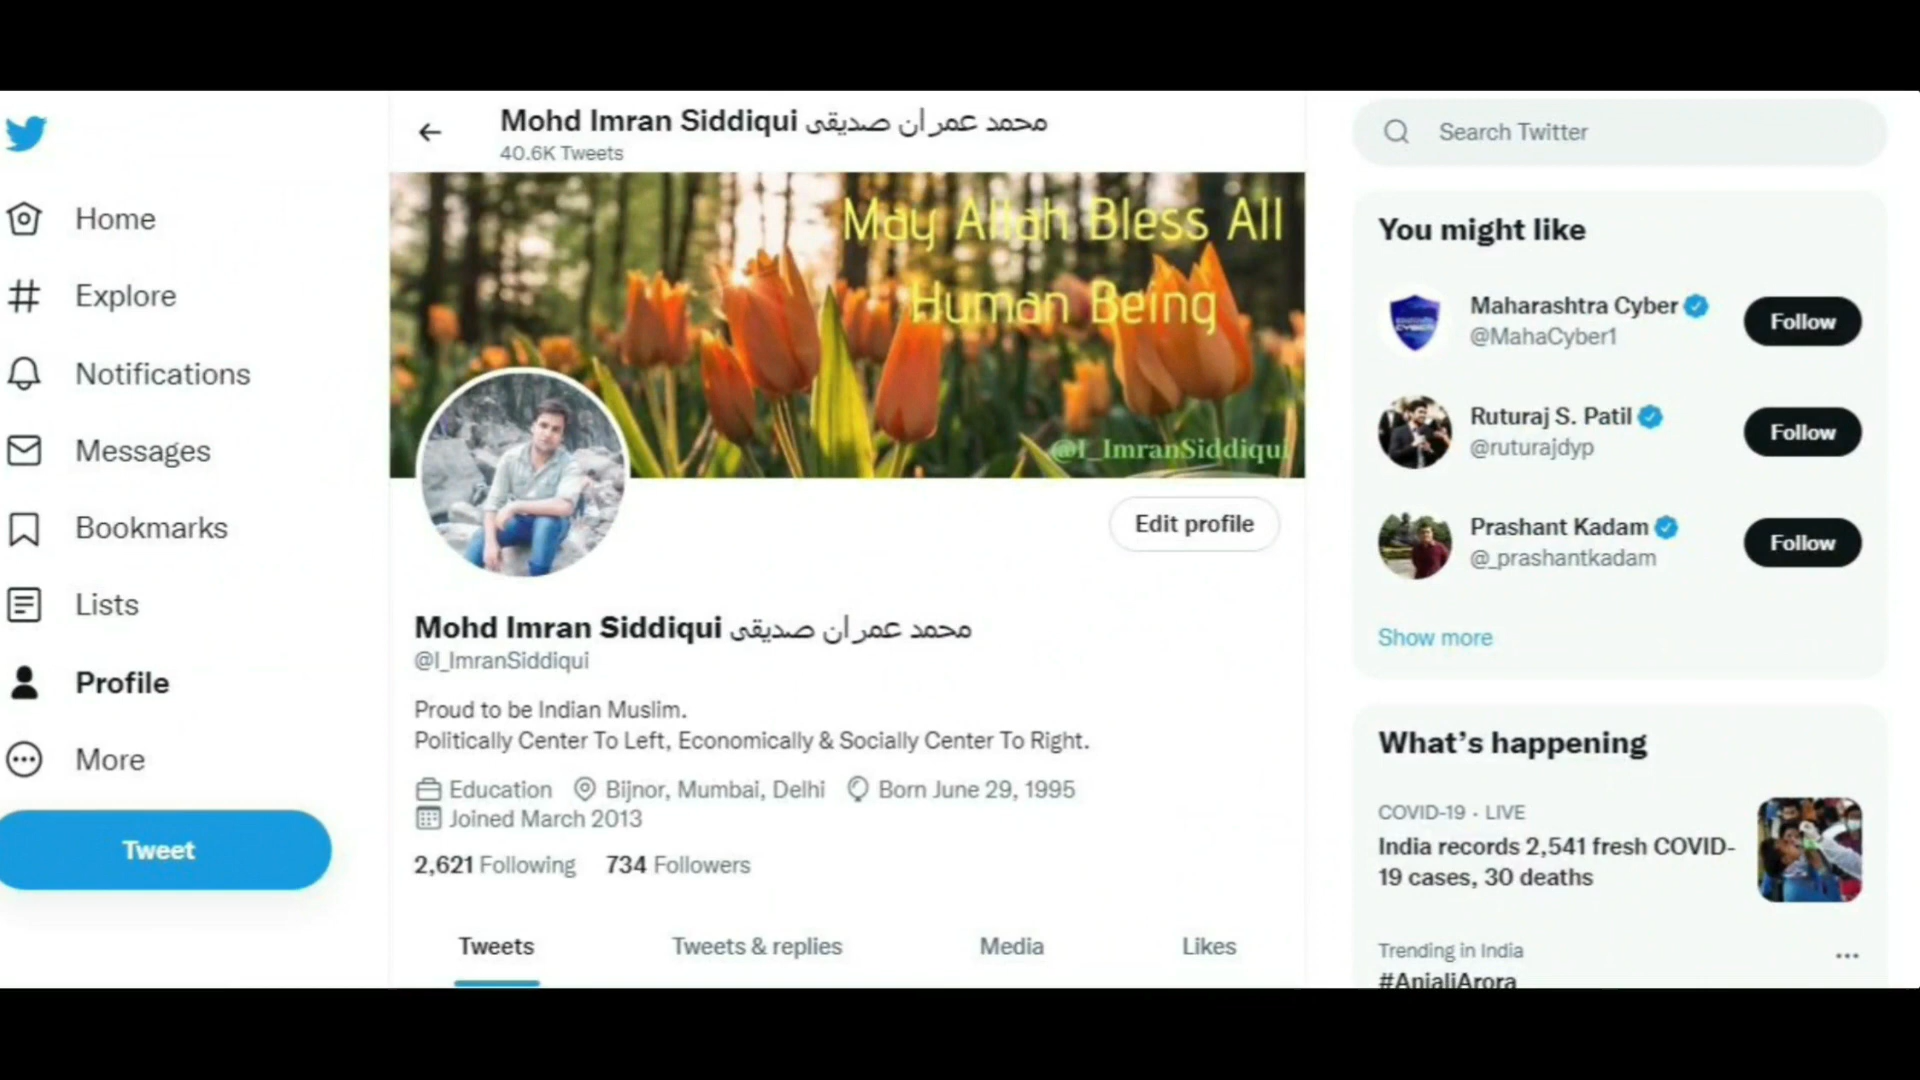 Mohd Imran Siddiqui محمد عمران صدیقی
40.6K Tweets
Home
Explore
Notifications
Messages
Bookmarks
Lists
Profile
More
Tweet
May Allah Bless All
Human Being
@I_ImranSiddiqui
Edit profile
Mohd Imran Siddiqui محمد عمران صدیقی
@I_ImranSiddiqui
Proud to be Indian Muslim.
Politically Center To Left, Economically & Socially Center To Right.
Education Bijnor, Mumbai, Delhi Born June 29, 1995
Joined March 2013
2,621 Following 734 Followers
Tweets Tweets & replies Media Likes
Search Twitter
You might like
Maharashtra Cyber
@MahaCyber1
Follow
Ruturaj S. Patil
@ruturajdyp
Follow
Prashant Kadam
@_prashantkadam
Follow
Show more
What's happening
COVID-19 · LIVE
India records 2,541 fresh COVID-
19 cases, 30 deaths
Trending in India
#AnjaliArora